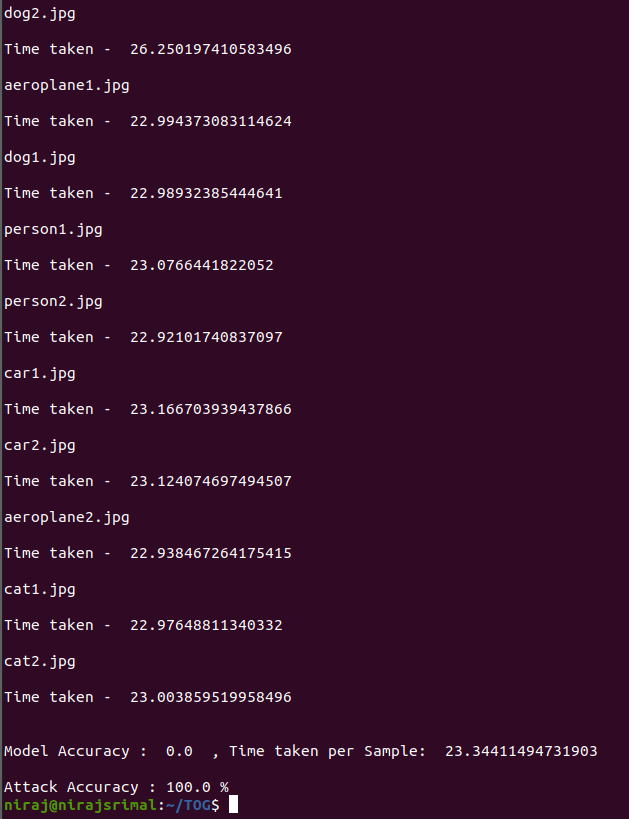 dog2.jpg
Time taken -  26.250197410583496
aeroplane1.jpg
Time taken -  22.994373083114624
dog1.jpg
Time taken -  22.98932385444641
person1.jpg
Time taken -  23.0766441822052
person2.jpg
Time taken -  22.92101740837097
car1.jpg
Time taken -  23.166703939437866
car2.jpg
Time taken -  23.124074697494507
aeroplane2.jpg
Time taken -  22.938467264175415
cat1.jpg
Time taken -  22.97648811340332
cat2.jpg
Time taken -  23.003859519958496
Model Accuracy :  0.0  , Time taken per Sample:  23.34411494731903
Attack Accuracy : 100.0 %
niraj@nirajsrimal:~/TOG$